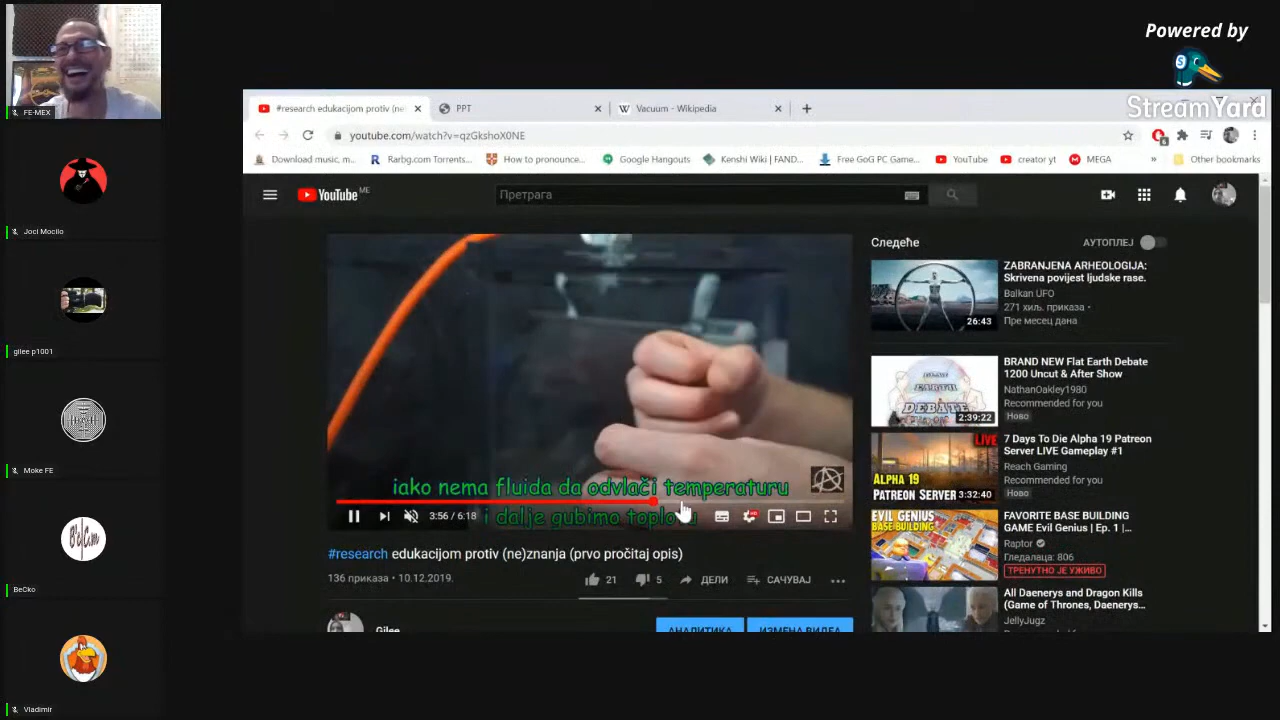 Powered by
StreamYard
FE-MEX
Joci Mocilo
gilee p1001
Moke FE
BeCko
Vladimir
#research edukacijom protiv (ne
PPT
Vacuum - Wikipedia
youtube.com/watch?v=qzGkshoX0NE
Download music, m...
Rarbg.com Torrents...
How to pronounce...
Google Hangouts
Kenshi Wiki | FAND...
Free GoG PC Game...
YouTube
creator yt
MEGA
»
Other bookmarks
YouTube ME
Претрага
iako nema fluida da odvlači temperaturu
i dalje gubimo toplo
3:56 / 6:18
#research edukacijom protiv (ne)znanja (prvo pročitaj opis)
136 приказа • 10.12.2019.
21
5
ДЕЛИ
САЧУВАЈ
Gilee
АНАЛИТИКА
ИЗМЕНА ВИДЕА
Следеће
АУТОПЛЕЈ
26:43
ZABRANJENA ARHEOLOGIJA:
Skrivena povijest ljudske rase.
Balkan UFO
271 хиљ. приказа •
Пре месец дана
EARTH
DEBATE
2:39:22
BRAND NEW Flat Earth Debate
1200 Uncut & After Show
NathanOakley1980
Recommended for you
Ново
LIVE
ALPHA 19
PATREON SERVER
3:32:40
7 Days To Die Alpha 19 Patreon
Server LIVE Gameplay #1
Reach Gaming
Recommended for you
Ново
EVIL GENIUS
BASE BUILDING
FAVORITE BASE BUILDING
GAME Evil Genius | Ep. 1 |...
Raptor
Гледалаца: 806
ТРЕНУТНО ЈЕ УЖИВО
All Daenerys and Dragon Kills
(Game of Thrones, Daenerys...
JellyJugz